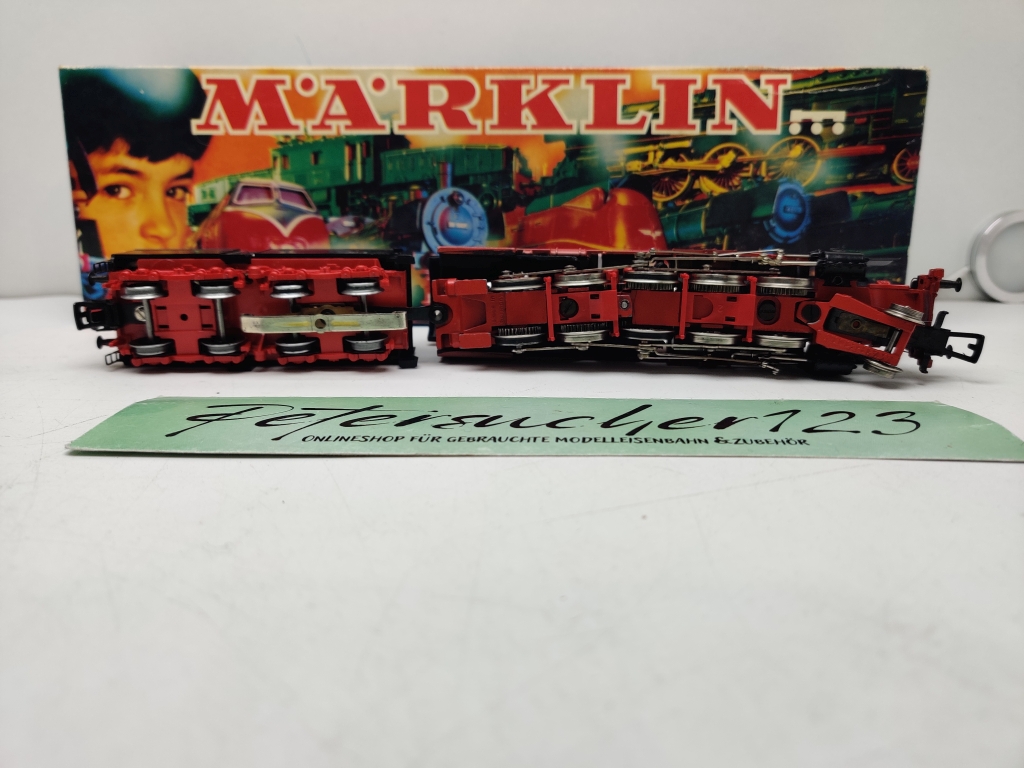 MÄRKLIN
Petersucher123
ONLINESHOP FÜR GEBRAUCHTE MODELLEISENBAHN & ZUBEHÖR